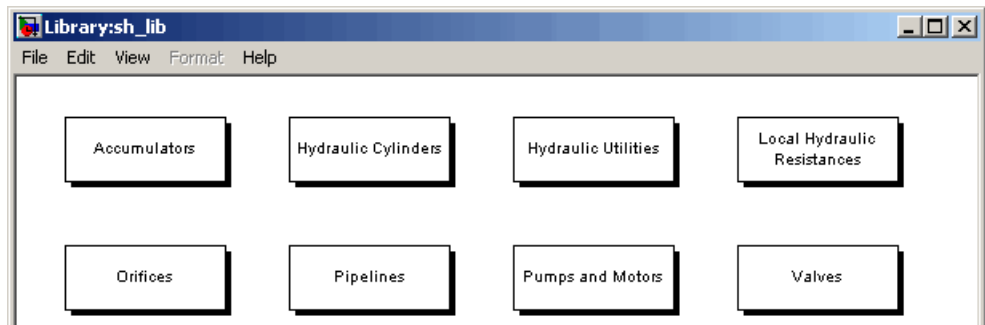 Library:sh_lib
File Edit View Format Help
Accumulators
Hydraulic Cylinders
Hydraulic Utilities
Local Hydraulic
Resistances
Orifices
Pipelines
Pumps and Motors
Valves